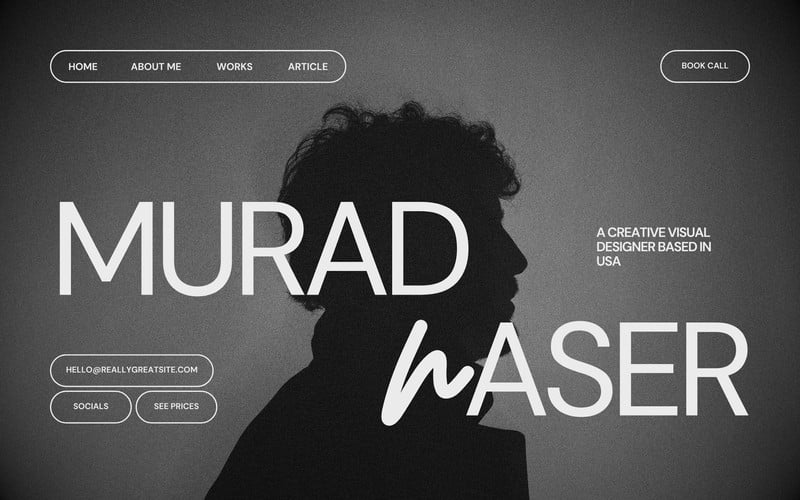 HOME ABOUT ME WORKS ARTICLE BOOK CALL
MURAD
A CREATIVE VISUAL
DESIGNER BASED IN
USA
nASER
HELLO@REALLYGREATSITE.COM
SOCIALS SEE PRICES